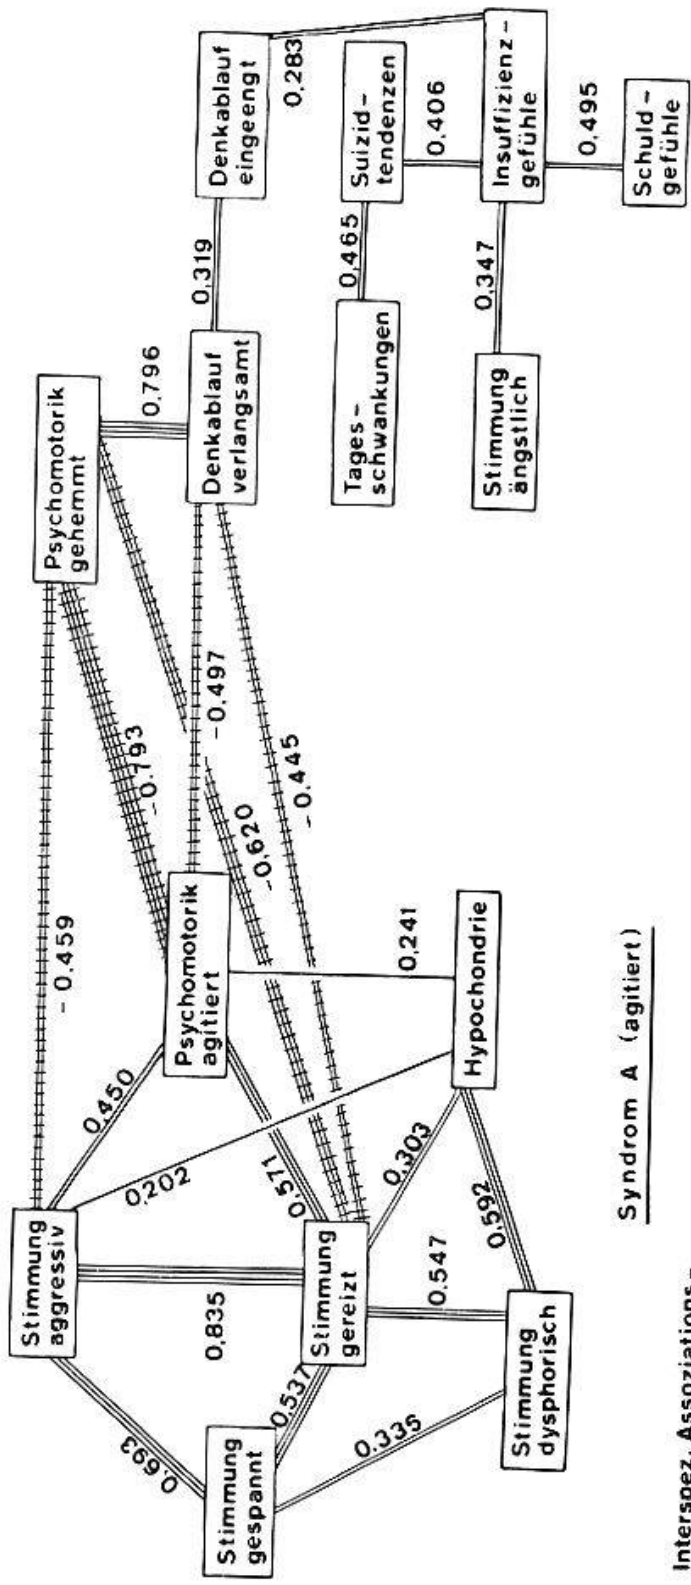 Stimmung
aggressiv
- 0.459
Psychomotorik
gehemmt
0,450
0,693
0,835
0,202
Psychomotorik
agitiert
- 0.793
0,796
Stimmung
gespannt
0.537
Stimmung
gereizt
0.571
- 0.497
Denkablauf
verlangsamt
0,319
Denkablauf
eingeengt
- 0,620
- 0.445
0,283
0.336
0.547
0.303
0.241
Tages-
schwankungen
0,465
Suizid-
tendenzen
0,406
Stimmung
dysphorisch
0.592
Hypochondrie
Stimmung
ängstlich
0,347
Insuffizienz-
gefühle
0,495
Schuld-
gefühle
Syndrom A (agitiert)
Interspez. Assoziations-